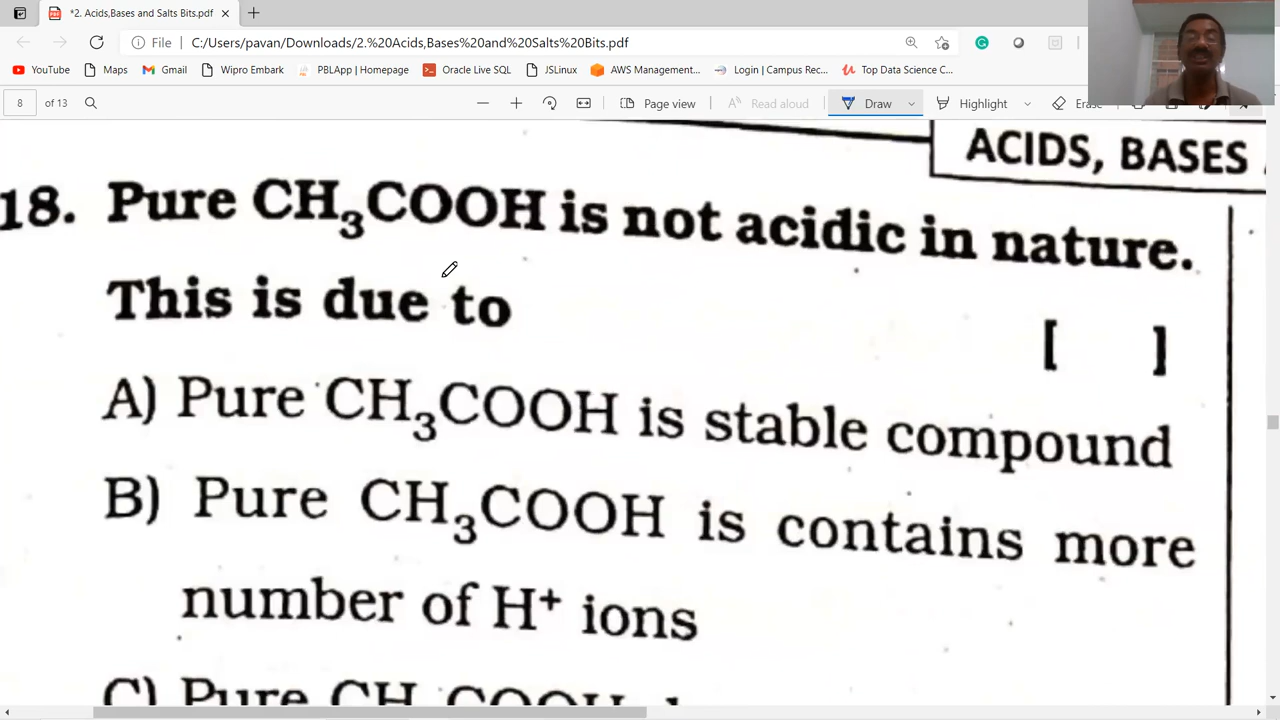 *2. Acids,Bases and Salts Bits.pdf
File C:/Users/pavan/Downloads/2.%20Acids,Bases%20and%20Salts%20Bits.pdf
YouTube Maps Gmail Wipro Embark PBLApp | Homepage Oracle SQL JSLinux AWS Management... Login | Campus Rec... Top Data Science C...
8 of 13 Page view Read aloud Draw Highlight
ACIDS, BASES
18. Pure CH₃COOH is not acidic in nature.
This is due to [ ]
A) Pure CH₃COOH is stable compound
B) Pure CH₃COOH is contains more
number of H⁺ ions
C) Pure CH COOH